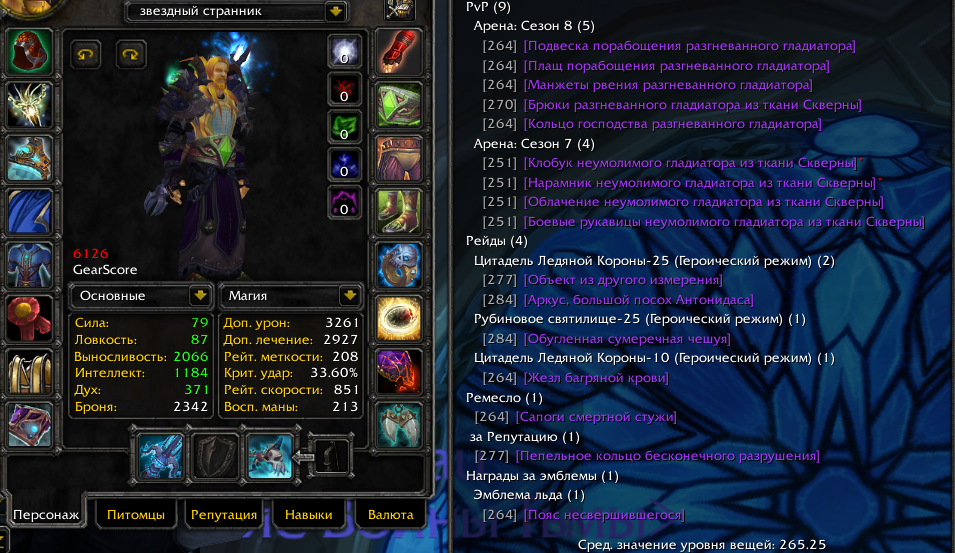 звездный странник
0
0
0
0
0
6126
GearScore
Основные
Магия
Сила: 79
Ловкость: 87
Выносливость: 2066
Интеллект: 1184
Дух: 371
Броня: 2342
Доп. урон: 3261
Доп. лечение: 2927
Рейт. меткости: 208
Крит. удар: 33.60%
Рейт. скорости: 851
Восп. маны: 213
Персонаж
Питомцы
Репутация
Навыки
Валюта
PvP (9)
Арена: Сезон 8 (5)
[264] [Подвеска порабощения разгневанного гладиатора]
[264] [Плащ порабощения разгневанного гладиатора]
[264] [Манжеты рвения разгневанного гладиатора]
[270] [Брюки разгневанного гладиатора из ткани Скверны]
[264] [Кольцо господства разгневанного гладиатора]
Арена: Сезон 7 (4)
[251] [Клобук неумолимого гладиатора из ткани Скверны]*
[251] [Нарамник неумолимого гладиатора из ткани Скверны]*
[251] [Облачение неумолимого гладиатора из ткани Скверны]
[251] [Боевые рукавицы неумолимого гладиатора из ткани Скверны]
Рейды (4)
Цитадель Ледяной Короны-25 (Героический режим) (2)
[277] [Объект из другого измерения]
[284] [Аркус, большой посох Антонидаса]
Рубиновое святилище-25 (Героический режим) (1)
[284] [Обугленная сумеречная чешуя]
Цитадель Ледяной Короны-10 (Героический режим) (1)
[264] [Жезл багряной крови]
Ремесло (1)
[264] [Сапоги смертной стужи]
за Репутацию (1)
[277] [Пепельное кольцо бесконечного разрушения]
Награды за эмблемы (1)
Эмблема льда (1)
[264] [Пояс несвершившегося]
Сред. значение уровня вещей: 265.25